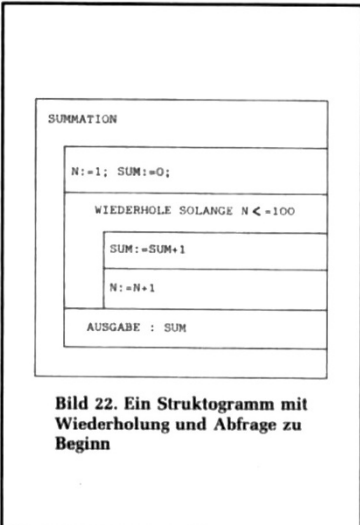 SUMMATION
N:=1; SUM:=0;
WIEDERHOLE SOLANGE N < =100
SUM:=SUM+1
N:=N+1
AUSGABE : SUM
Bild 22. Ein Struktogramm mit
Wiederholung und Abfrage zu
Beginn